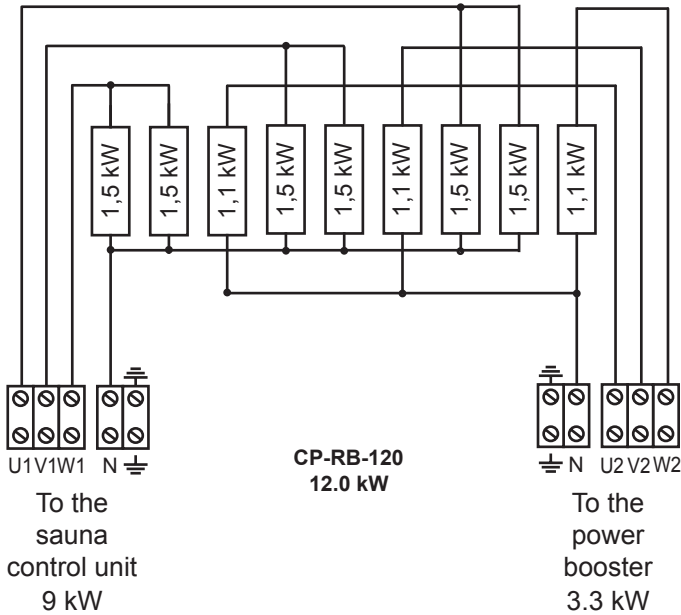 1,5 kW
1,5 kW
1,1 kW
1,5 kW
1,5 kW
1,1 kW
1,5 kW
1,5 kW
1,1 kW
U1 V1 W1 N
N U2 V2 W2
CP-RB-120
12.0 kW
To the
sauna
control unit
9 kW
To the
power
booster
3.3 kW